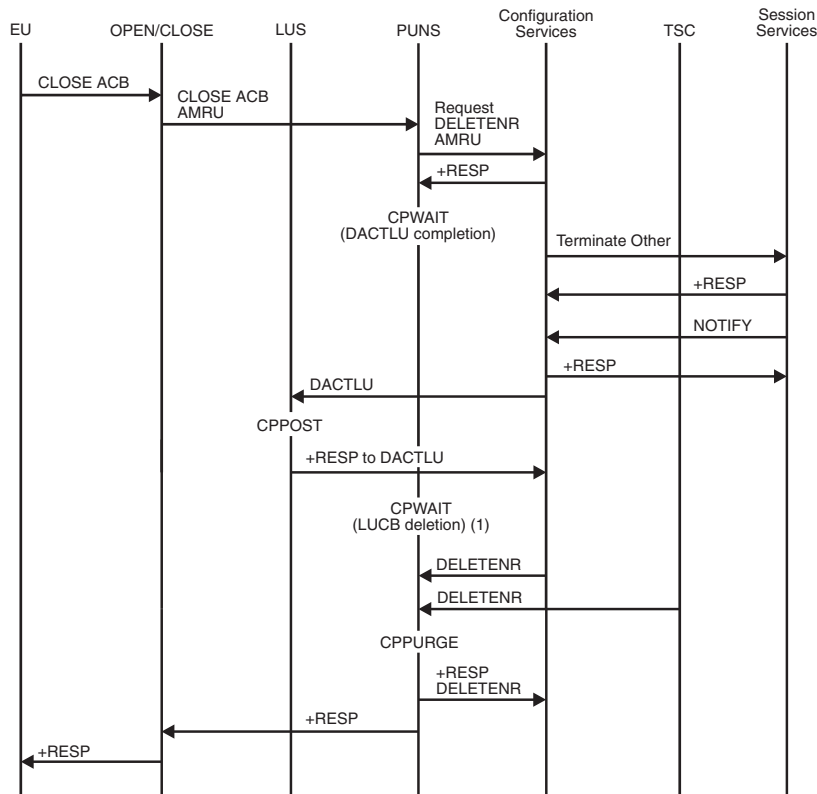 EU
OPEN/CLOSE
LUS
PUNS
Configuration
Services
TSC
Session
Services
CLOSE ACB
CLOSE ACB
AMRU
Request
DELETENR
AMRU
+RESP
CPWAIT
(DACTLU completion)
Terminate Other
+RESP
NOTIFY
+RESP
DACTLU
CPPOST
+RESP to DACTLU
CPWAIT
(LUCB deletion) (1)
DELETENR
DELETENR
CPPURGE
+RESP
DELETENR
+RESP
+RESP